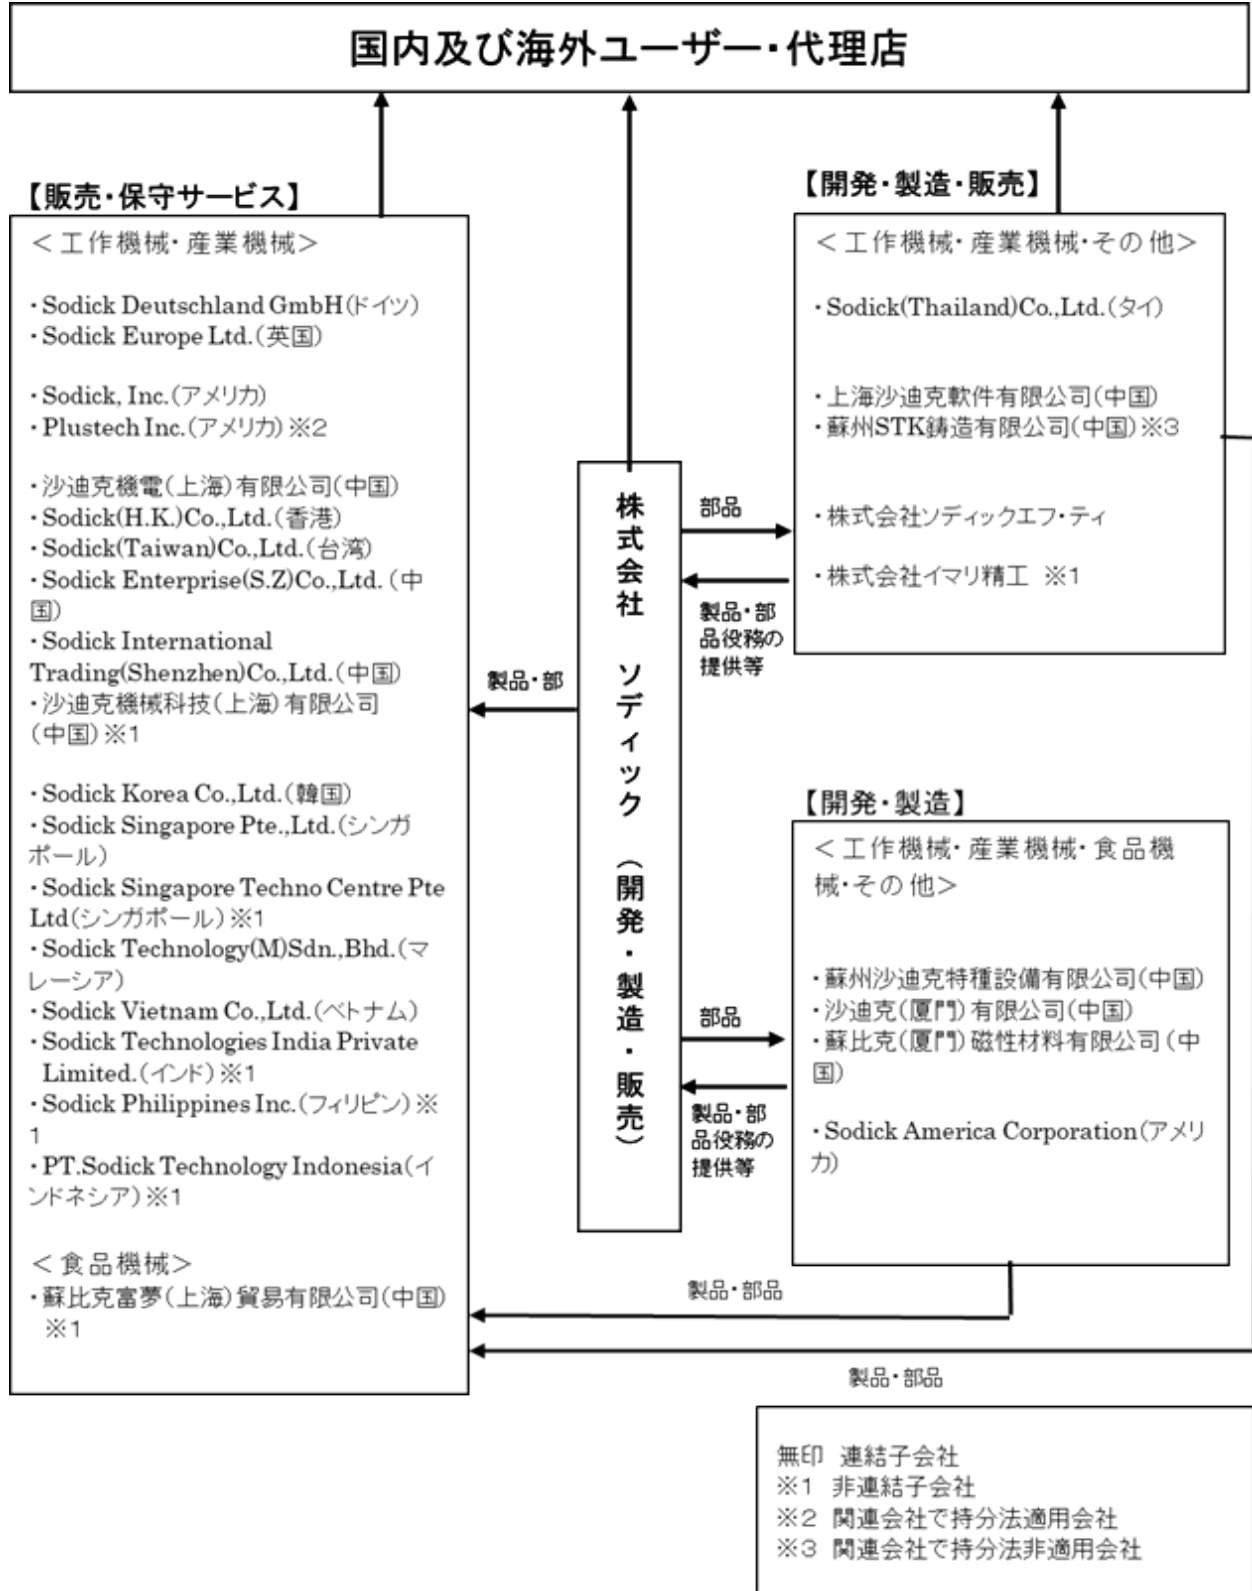 国内及び海外ユーザー・代理店
【販売・保守サービス】
＜工作機械・産業機械＞
・Sodick Deutschland GmbH(ドイツ)
・Sodick Europe Ltd.(英国)
・Sodick, Inc.(アメリカ)
・Plustech Inc.(アメリカ)※2
・沙迪克機電(上海)有限公司(中国)
・Sodick(H.K.)Co.,Ltd.(香港)
・Sodick(Taiwan)Co.,Ltd.(台湾)
・Sodick Enterprise(S.Z)Co.,Ltd.(中
国)
・Sodick International
Trading(Shenzhen)Co.,Ltd.(中国)
・沙迪克機械科技(上海)有限公司
(中国)※1
・Sodick Korea Co.,Ltd.(韓国)
・Sodick Singapore Pte.,Ltd.(シンガ
ポール)
・Sodick Singapore Techno Centre Pte
Ltd(シンガポール)※1
・Sodick Technology(M)Sdn.,Bhd.(マ
レーシア)
・Sodick Vietnam Co.,Ltd.(ベトナム)
・Sodick Technologies India Private
Limited.(インド)※1
・Sodick Philippines Inc.(フィリピン)※
1
・PT.Sodick Technology Indonesia(イ
ンドネシア)※1
＜食品機械＞
・蘇比克富夢(上海)貿易有限公司(中国)
※1
製品・部
株式会社 ソディック (開発・製造・販売)
部品
製品・部
品役務の
提供等
部品
製品・部
品役務の
提供等
【開発・製造・販売】
＜工作機械・産業機械・その他＞
・Sodick(Thailand)Co.,Ltd.(タイ)
・上海沙迪克軟件有限公司(中国)
・蘇州STK鋳造有限公司(中国)※3
・株式会社ソディックエフ・ティ
・株式会社イマリ精工 ※1
【開発・製造】
＜工作機械・産業機械・食品機
械・その他＞
・蘇州沙迪克特種設備有限公司(中国)
・沙迪克(厦門)有限公司(中国)
・蘇比克(厦門)磁性材料有限公司(中
国)
・Sodick America Corporation(アメリ
カ)
製品・部品
製品・部品
無印 連結子会社
※1 非連結子会社
※2 関連会社で持分法適用会社
※3 関連会社で持分法非適用会社